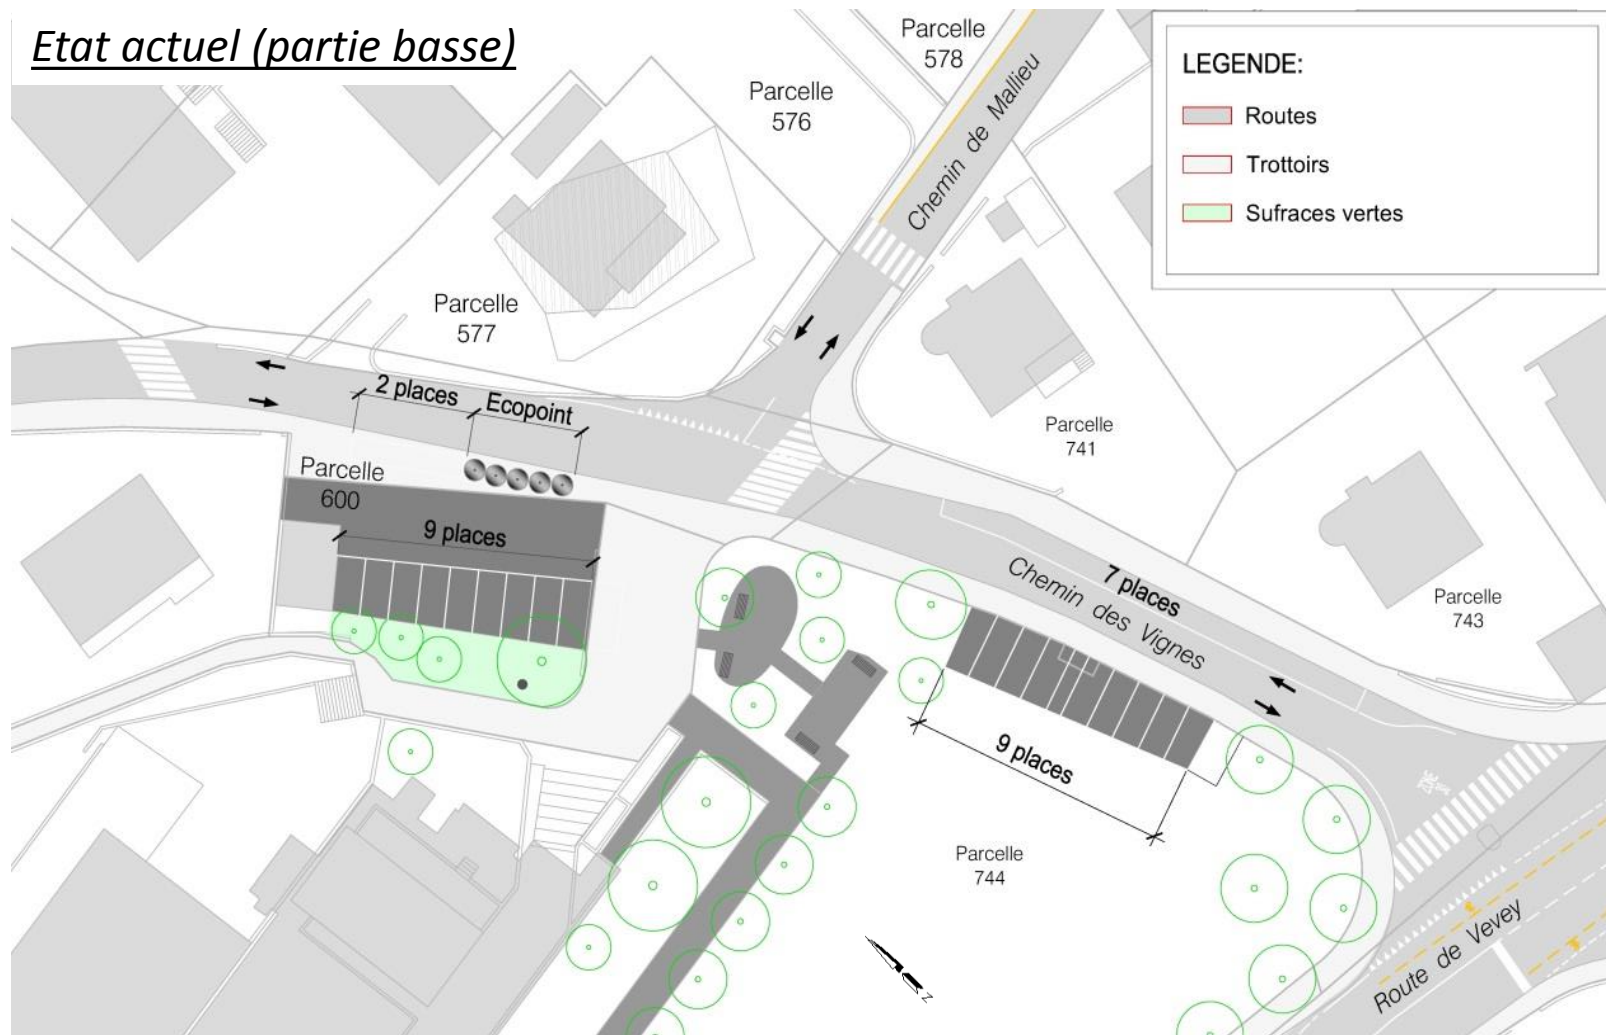 Etat actuel (partie basse)
Parcelle
578
Parcelle
576
Chemin de Mallieu
LEGENDE:
Routes
Trottoirs
Sufraces vertes
Parcelle
577
2 places
Ecopoint
Parcelle
741
Parcelle
600
9 places
Chemin des Vignes
7 places
Parcelle
743
9 places
Parcelle
744
Route de Vevey
N